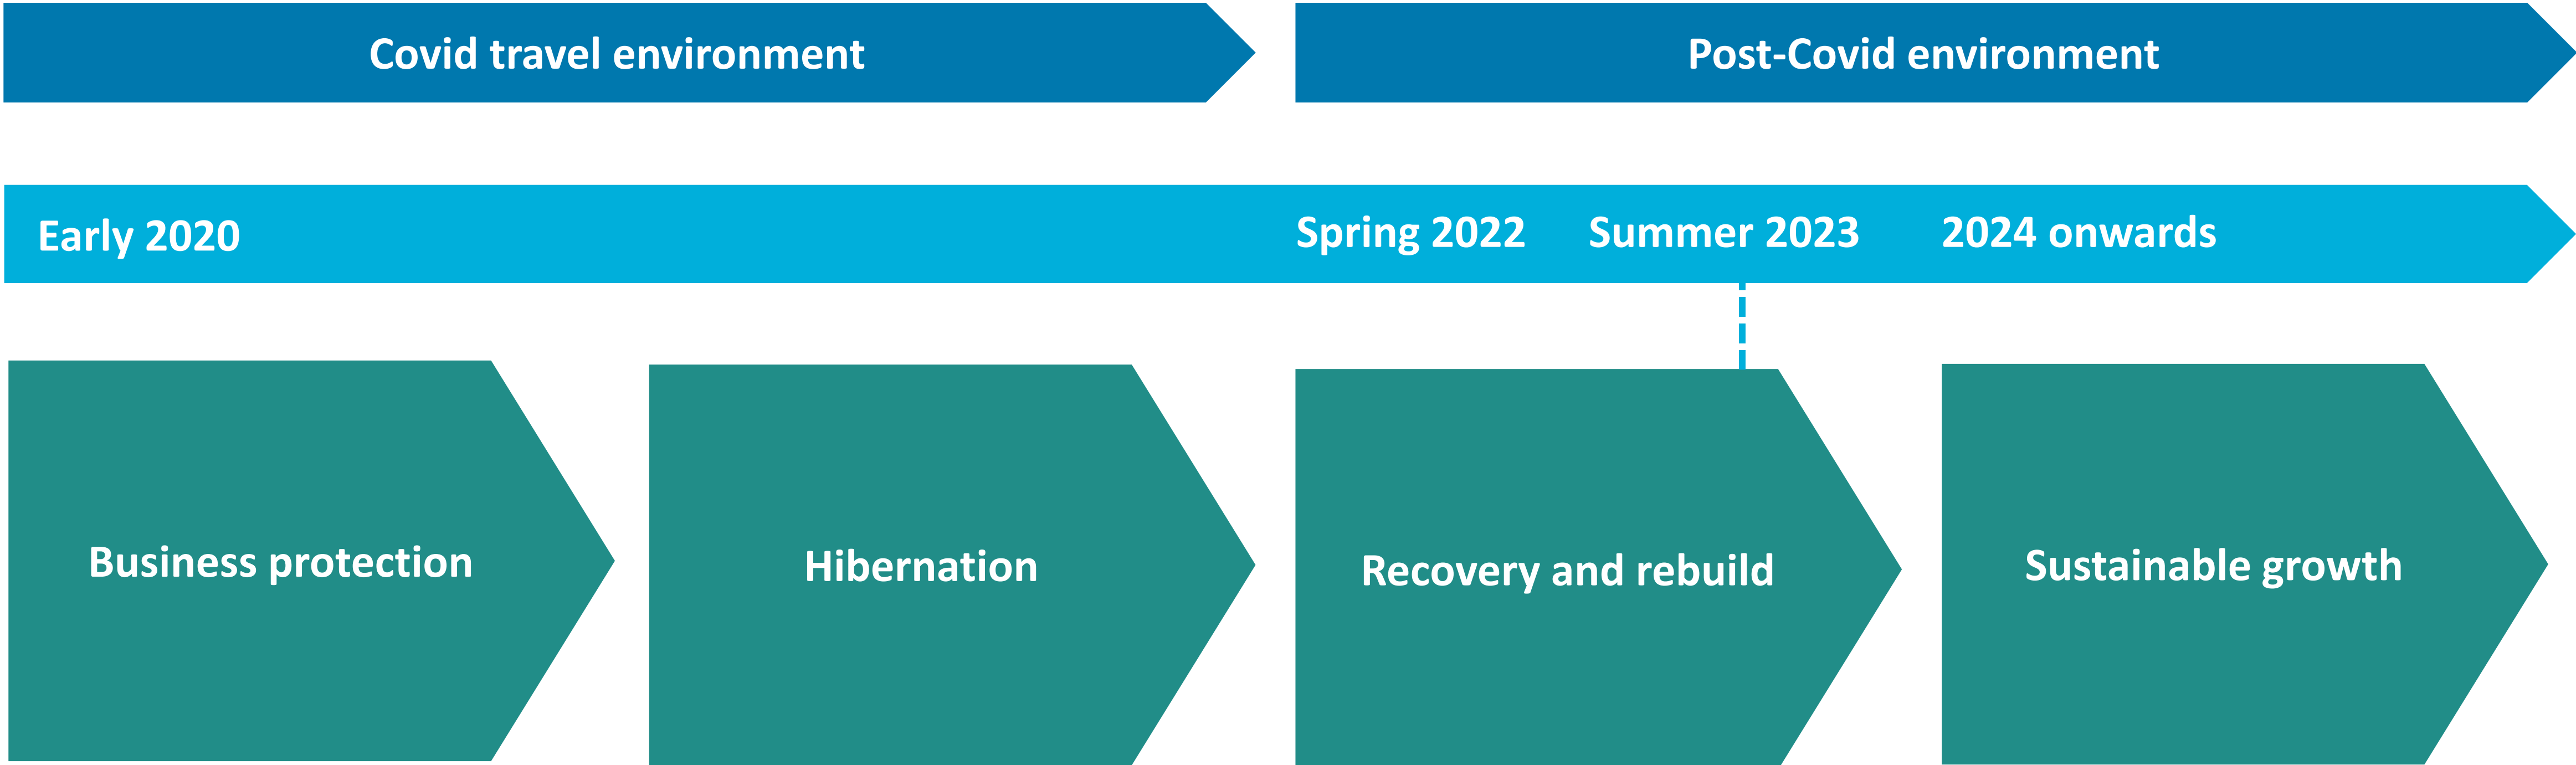 Covid travel environment
Post-Covid environment
Early 2020
Spring 2022
Summer 2023
2024 onwards
Business protection
Hibernation
Recovery and rebuild
Sustainable growth